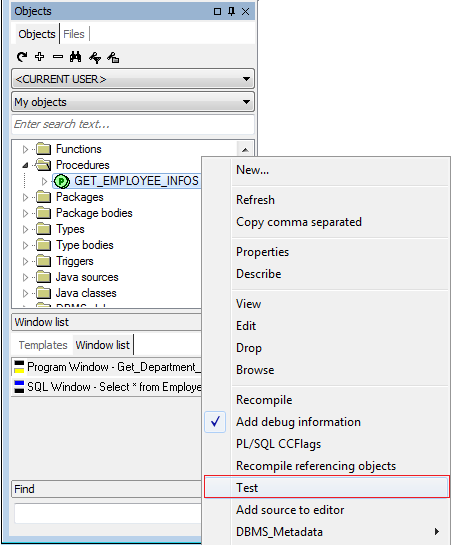 Objects
Objects Files
<CURRENT USER>
My objects
Enter search text...
Functions
Procedures
GET_EMPLOYEE_INFOS
Packages
Package bodies
Types
Type bodies
Triggers
Java sources
Java classes
Window list
Templates Window list
Program Window - Get_Department_
SQL Window - Select * from Employe
Find
New...
Refresh
Copy comma separated
Properties
Describe
View
Edit
Drop
Browse
Recompile
Add debug information
PL/SQL CCFlags
Recompile referencing objects
Test
Add source to editor
DBMS_Metadata